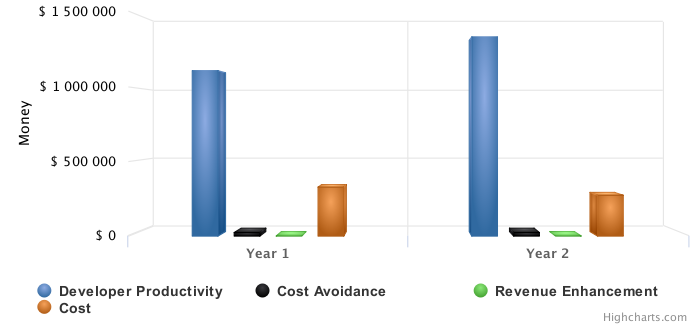 $ 1 500 000
$ 1 000 000
$ 500 000
$ 0
Money
Year 1
Year 2
Developer Productivity
Cost Avoidance
Revenue Enhancement
Cost
Highcharts.com